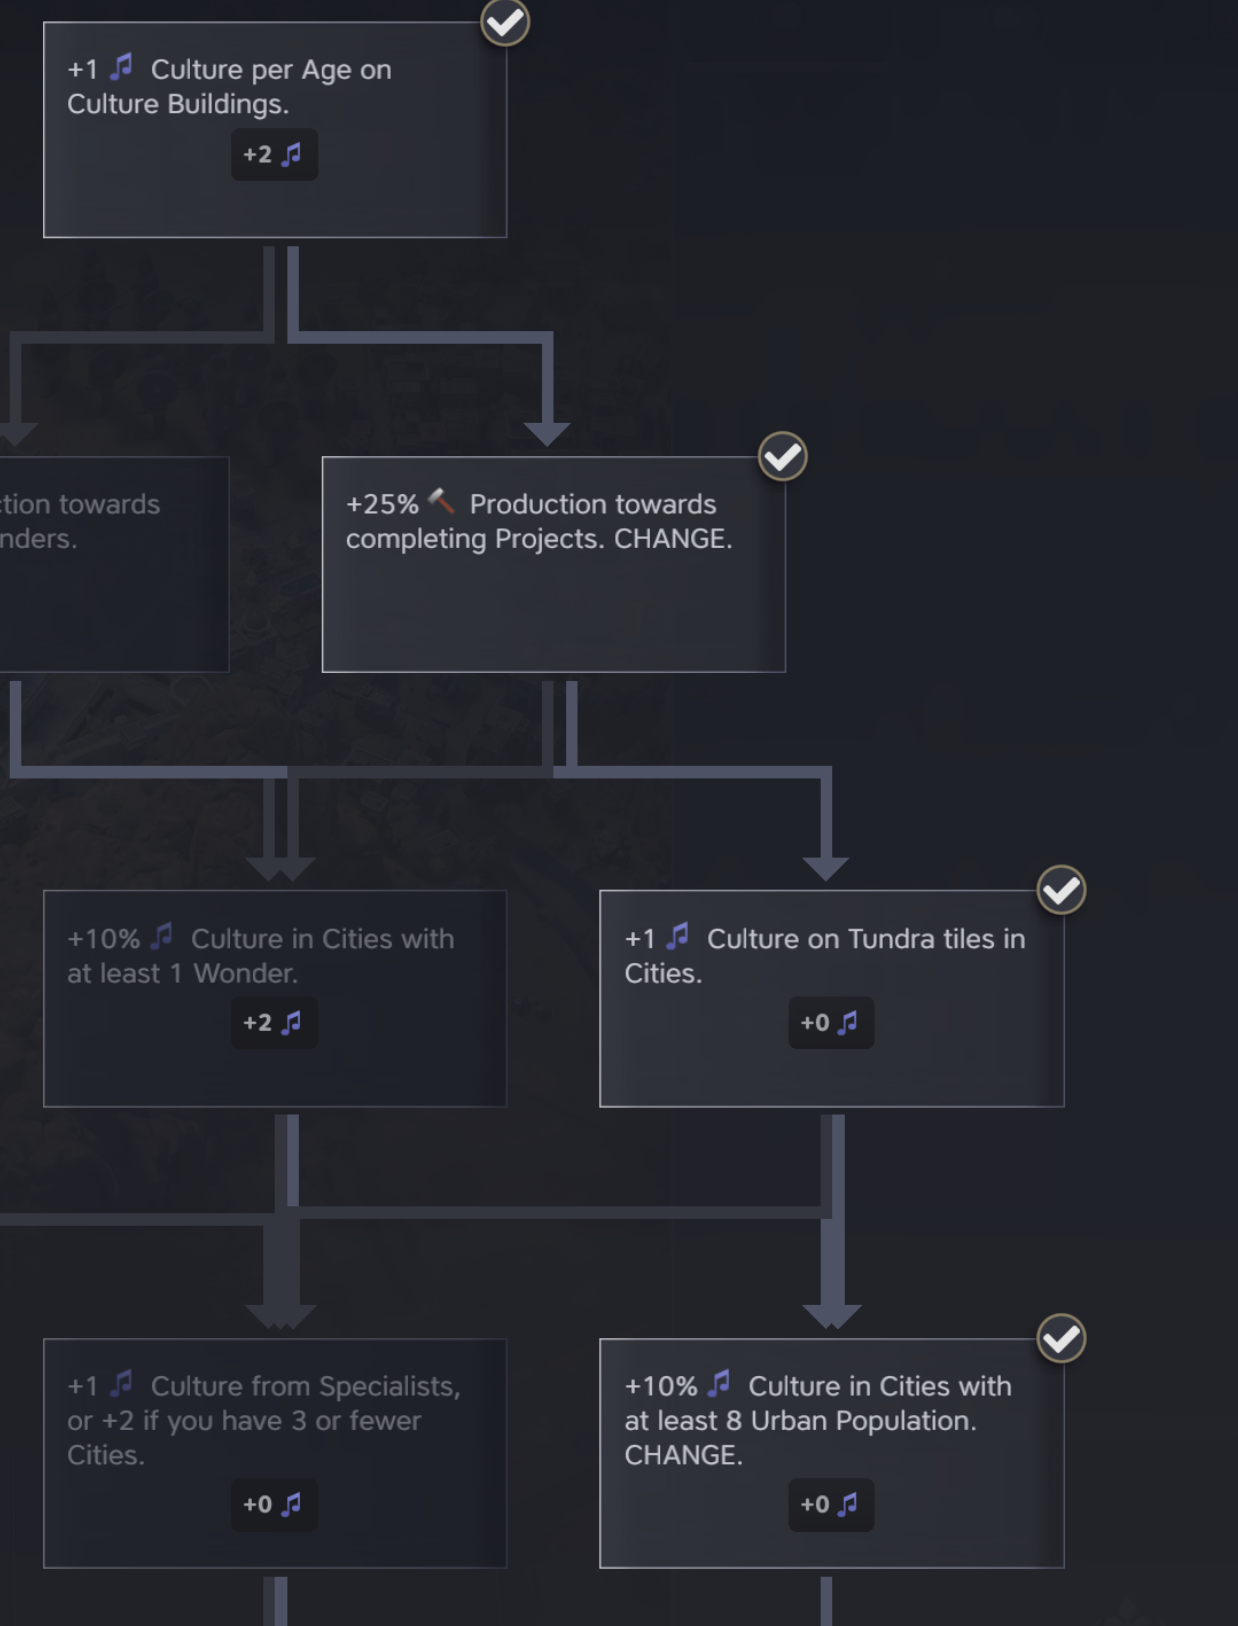 +1 Culture per Age on
Culture Buildings.
+2
tion towards
nders.
+25% Production towards
completing Projects. CHANGE.
+10% Culture in Cities with
at least 1 Wonder.
+2
+1 Culture on Tundra tiles in
Cities.
+0
+1 Culture from Specialists,
or +2 if you have 3 or fewer
Cities.
+0
+10% Culture in Cities with
at least 8 Urban Population.
CHANGE.
+0